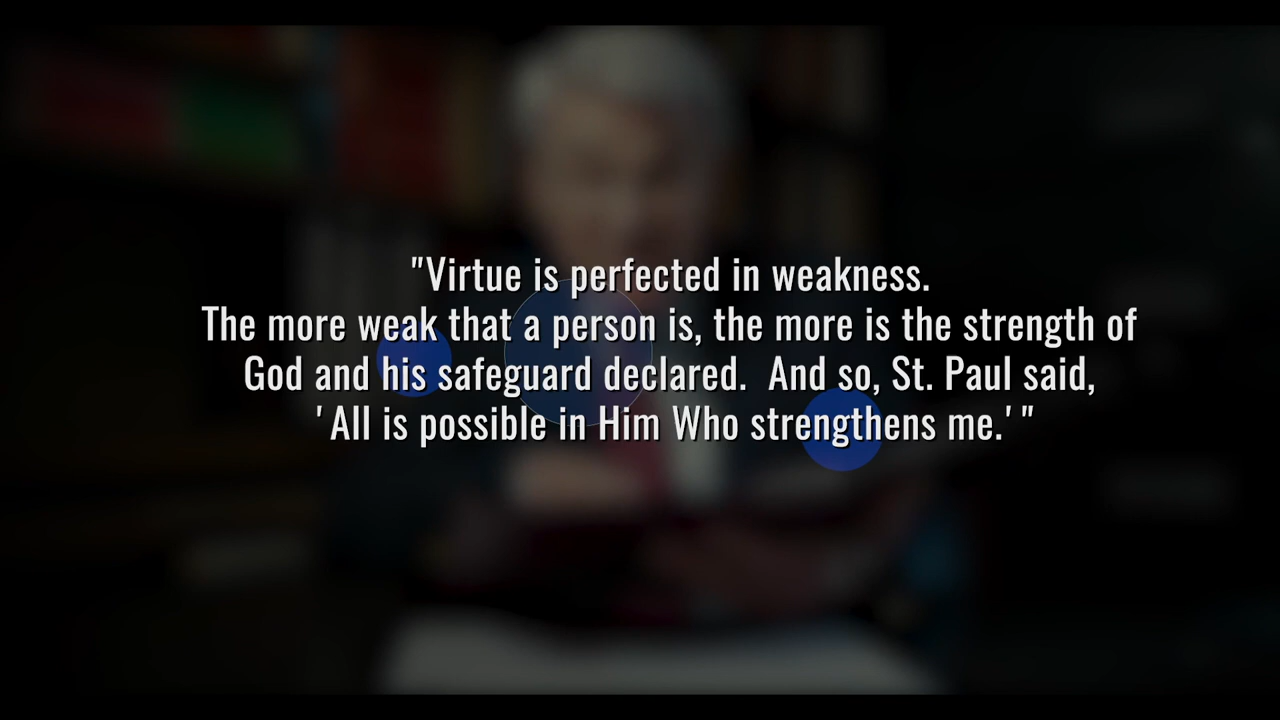 "Virtue is perfected in weakness.
The more weak that a person is, the more is the strength of
God and his safeguard declared.  And so, St. Paul said,
'All is possible in Him Who strengthens me.'"